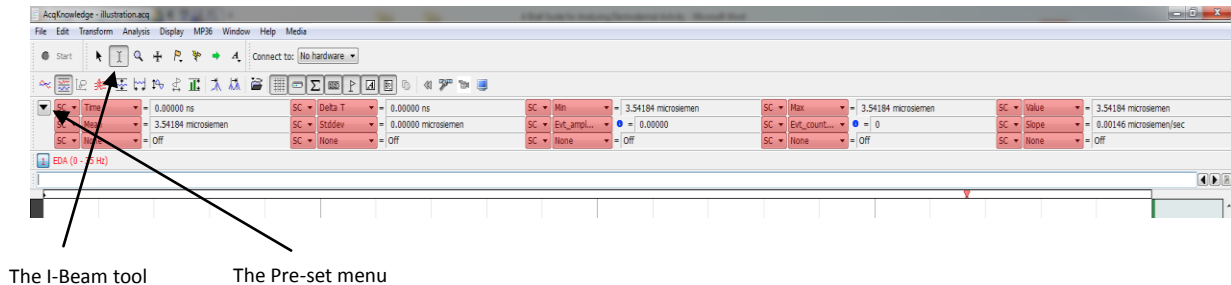 AcqKnowledge - illustration.acq
File Edit Transform Analysis Display MP36 Window Help Media
Start Connect to: No hardware
SC Time = 0.00000 ns SC Delta T = 0.00000 ns SC Min = 3.54184 microsiemen SC Max = 3.54184 microsiemen SC Value = 3.54184 microsiemen
SC Mean = 3.54184 microsiemen SC Stddev = 0.00000 microsiemen SC Evt_ampl... = 0.00000 SC Evt_count... = 0 SC Slope = 0.00146 microsiemen/sec
SC None = Off SC None = Off SC None = Off SC None = Off SC None = Off
EDA (0 - 35 Hz)
The I-Beam tool The Pre-set menu